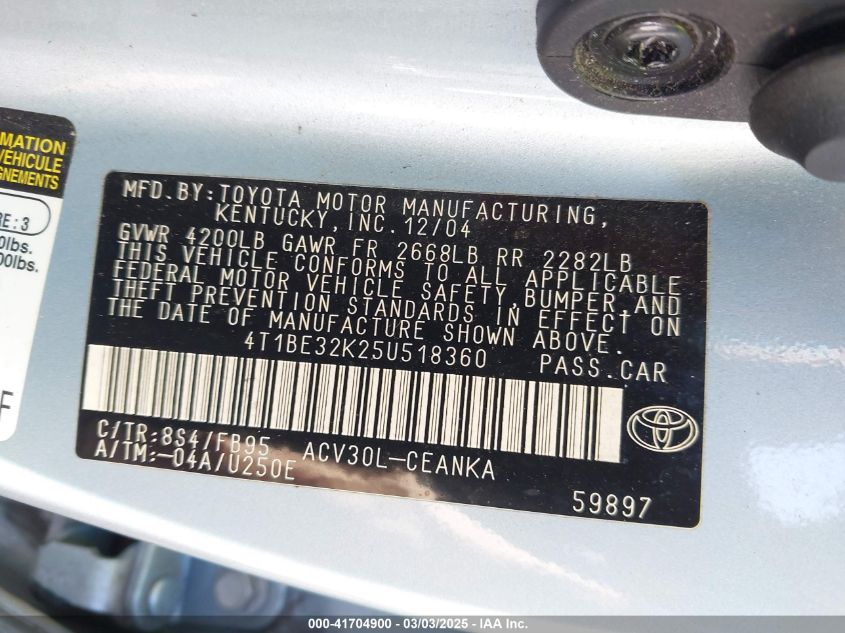 MATION
VÉHICULE
GNEMENTS
RE : 3
0lbs.
00lbs.
F
MFD. BY: TOYOTA MOTOR MANUFACTURING,
KENTUCKY, INC. 12/04
GVWR 4200LB GAWR FR 2668LB RR 2282LB
THIS VEHICLE CONFORMS TO ALL APPLICABLE
FEDERAL MOTOR VEHICLE SAFETY, BUMPER, AND
THEFT PREVENTION STANDARDS IN EFFECT ON
THE DATE OF MANUFACTURE SHOWN ABOVE.
4T1BE32K25U518360 PASS. CAR
C/TR: 8S4/FB95 ACV30L-CEANKA
A/TM: -04A/U250E
59897
000-41704900 - 03/03/2025 - IAA Inc.